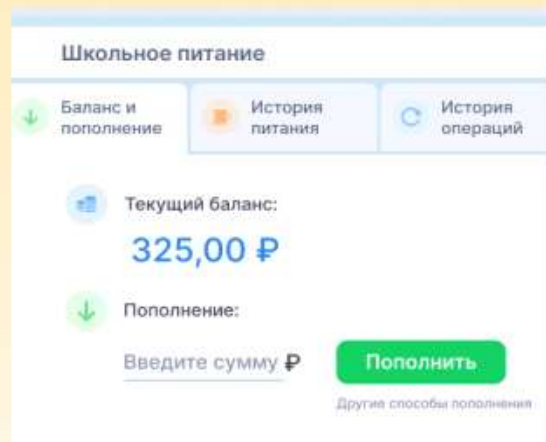 Школьное питание
Баланс и
пополнение
История
питания
История
операций
Текущий баланс:
325,00 ₽
Пополнение:
Введите сумму ₽
Пополнить
Другие способы пополнения